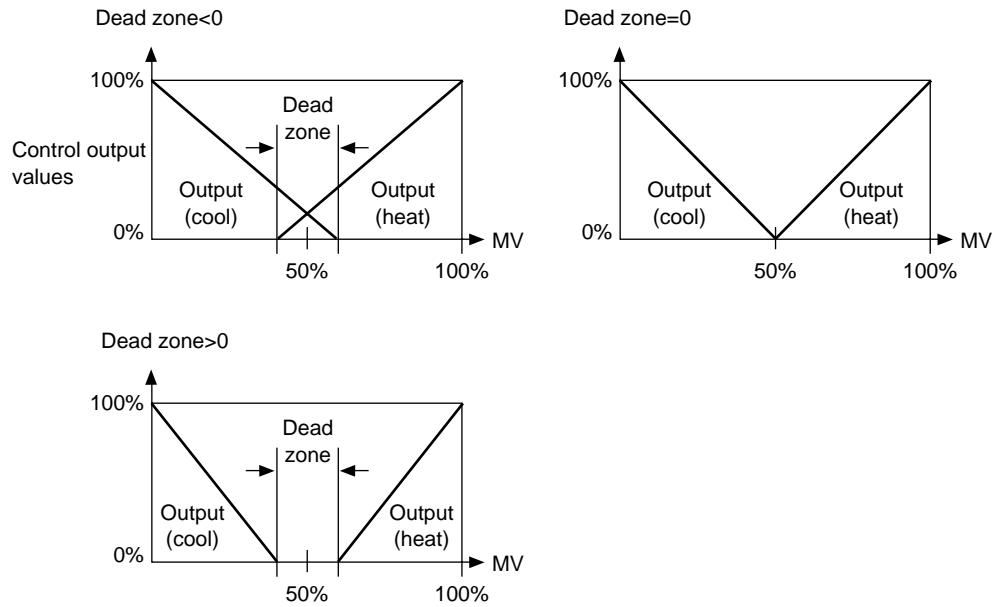 Dead zone<0
100%
Dead
zone
Control output
values
Output
(cool)
Output
(heat)
0%
MV
50%
100%
Dead zone=0
100%
Output
(cool)
Output
(heat)
0%
MV
50%
100%
Dead zone>0
100%
Dead
zone
Output
(cool)
Output
(heat)
0%
MV
50%
100%